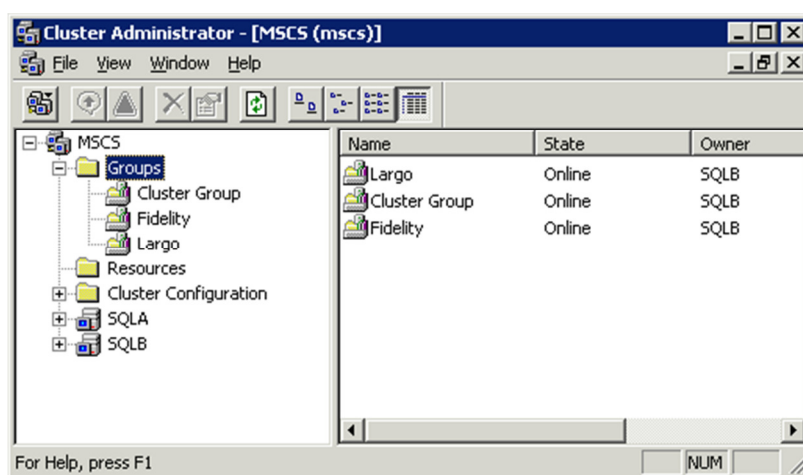 Cluster Administrator - [MSCS (mscs)]
File View Window Help
MSCS
Groups
Cluster Group
Fidelity
Largo
Resources
Cluster Configuration
SQLA
SQLB
Name State Owner
Largo Online SQLB
Cluster Group Online SQLB
Fidelity Online SQLB
For Help, press F1 NUM